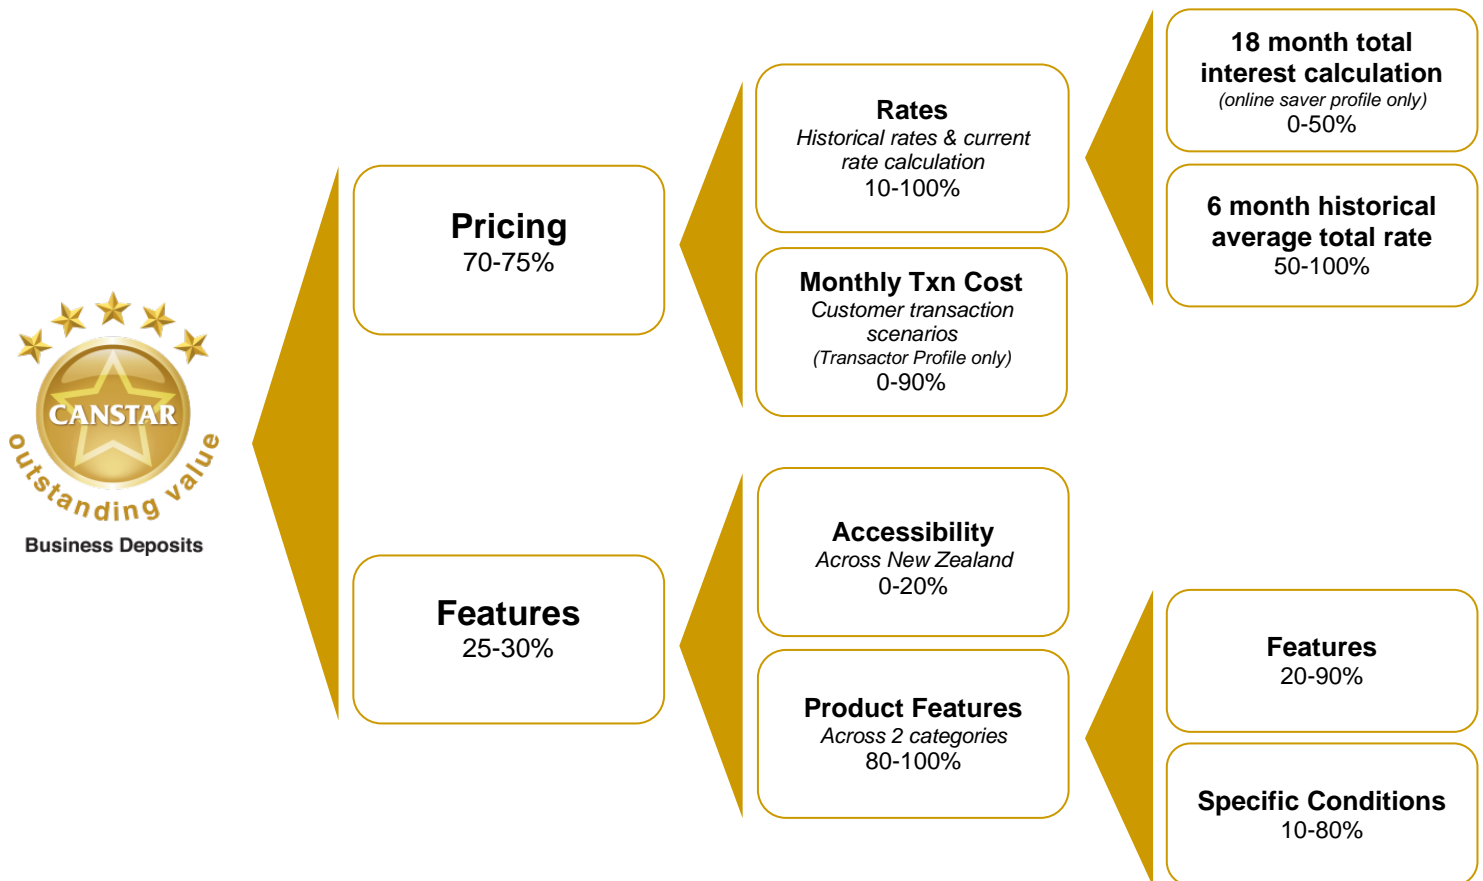 CANSTAR
outstanding value
Business Deposits
Pricing
70-75%
Features
25-30%
Rates
Historical rates & current
rate calculation
10-100%
Monthly Txn Cost
Customer transaction
scenarios
(Transactor Profile only)
0-90%
Accessibility
Across New Zealand
0-20%
Product Features
Across 2 categories
80-100%
18 month total
interest calculation
(online saver profile only)
0-50%
6 month historical
average total rate
50-100%
Features
20-90%
Specific Conditions
10-80%